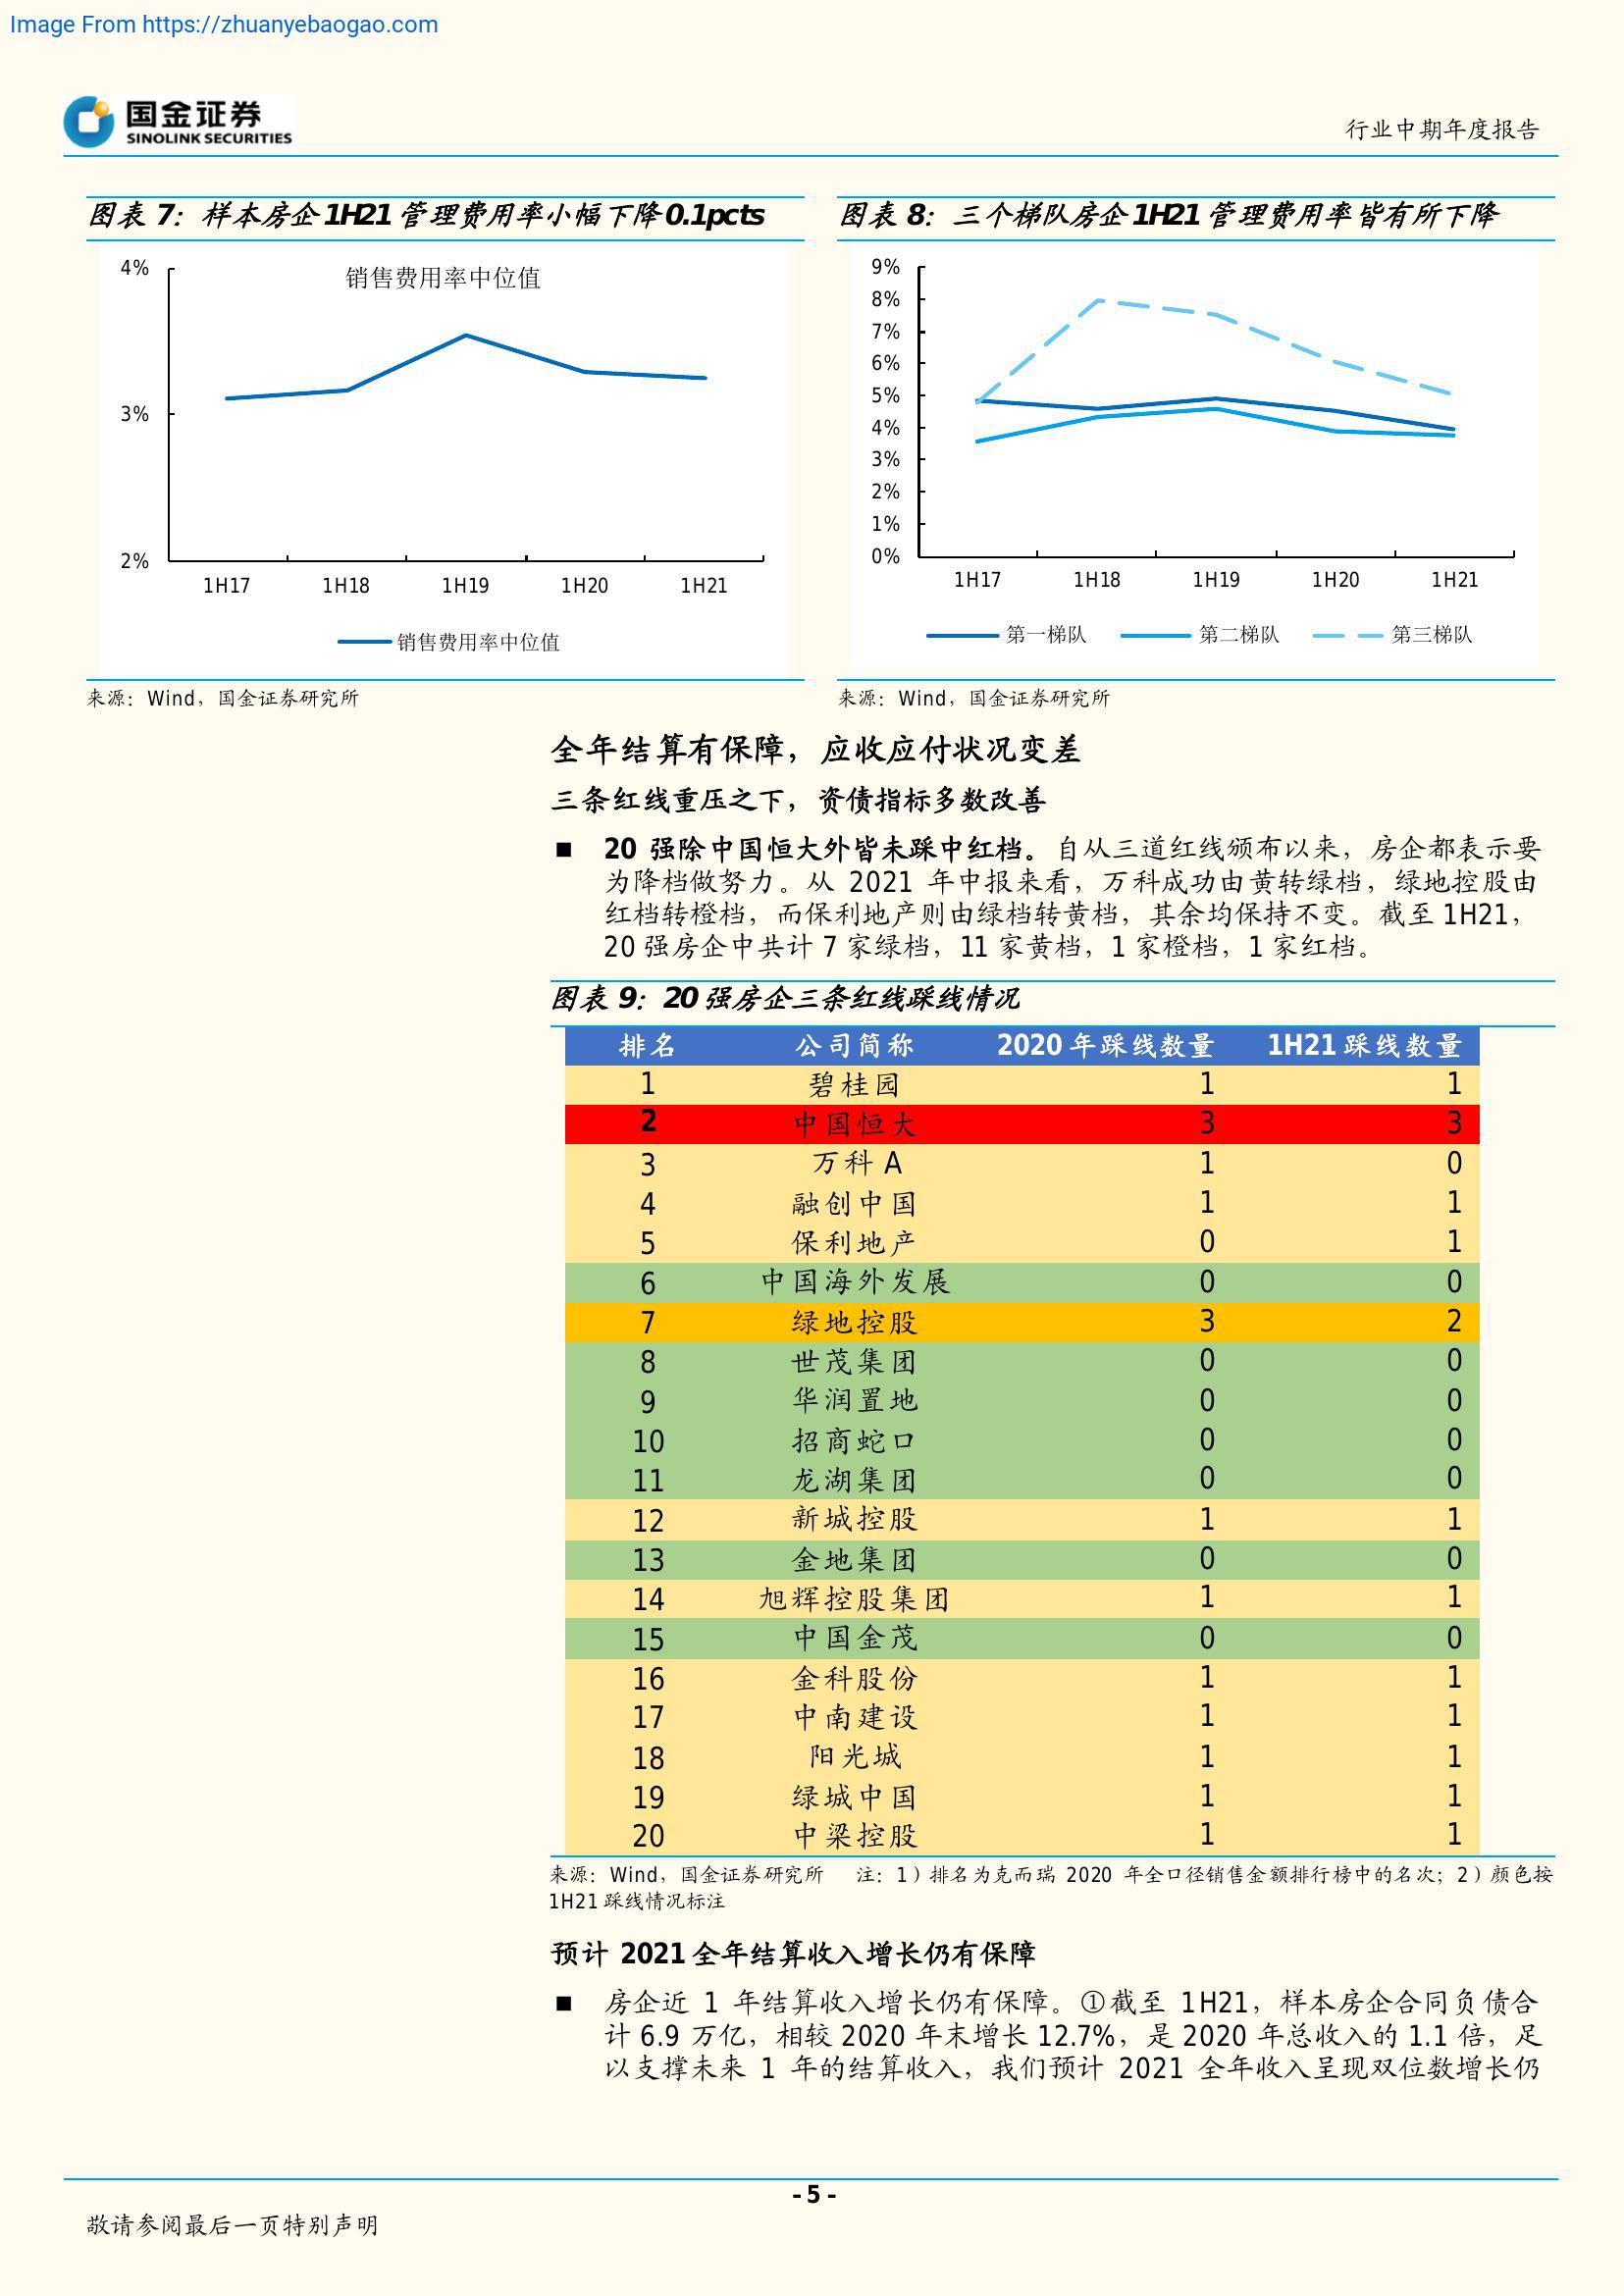 Image From https://zhuanyebaogao.com
国金证券
SINOLINK SECURITIES
行业中期年度报告
图表 7：样本房企 1H21 管理费用率小幅下降 0.1pcts
销售费用率中位值
4%
3%
2%
1H17 1H18 1H19 1H20 1H21
销售费用率中位值
来源：Wind，国金证券研究所
图表 8：三个梯队房企 1H21 管理费用率皆有所下降
9%
8%
7%
6%
5%
4%
3%
2%
1%
0%
1H17 1H18 1H19 1H20 1H21
第一梯队 第二梯队 第三梯队
来源：Wind，国金证券研究所
全年结算有保障，应收应付状况变差
三条红线重压之下，资债指标多数改善
■ 20 强除中国恒大外皆未踩中红档。自从三道红线颁布以来，房企都表示要
为降档做努力。从 2021 年中报来看，万科成功由黄转绿档，绿地控股由
红档转橙档，而保利地产则由绿档转黄档，其余均保持不变。截至 1H21，
20 强房企中共计 7 家绿档，11 家黄档，1 家橙档，1 家红档。
图表 9：20 强房企三条红线踩线情况
排名 公司简称 2020 年踩线数量 1H21 踩线数量
1 碧桂园 1 1
2 中国恒大 3 3
3 万科 A 1 0
4 融创中国 1 1
5 保利地产 0 1
6 中国海外发展 0 0
7 绿地控股 3 2
8 世茂集团 0 0
9 华润置地 0 0
10 招商蛇口 0 0
11 龙湖集团 0 0
12 新城控股 1 1
13 金地集团 0 0
14 旭辉控股集团 1 1
15 中国金茂 0 0
16 金科股份 1 1
17 中南建设 1 1
18 阳光城 1 1
19 绿城中国 1 1
20 中梁控股 1 1
来源：Wind，国金证券研究所 注：1）排名为克而瑞 2020 年全口径销售金额排行榜中的名次；2）颜色按
1H21 踩线情况标注
预计 2021 全年结算收入增长仍有保障
■ 房企近 1 年结算收入增长仍有保障。①截至 1H21，样本房企合同负债合
计 6.9 万亿，相较 2020 年末增长 12.7%，是 2020 年总收入的 1.1 倍，足
以支撑未来 1 年的结算收入，我们预计 2021 全年收入呈现双位数增长仍
- 5 -
敬请参阅最后一页特别声明